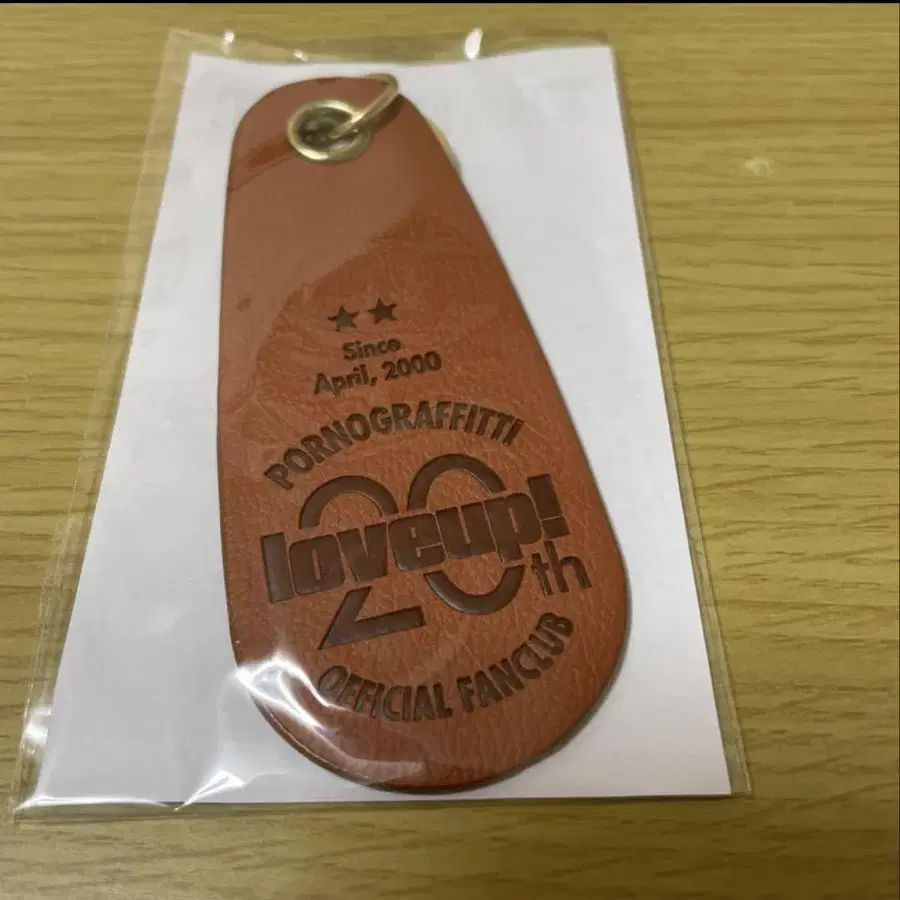 ★★
Since
April, 2000
PORNOGRAFFITTI
20th
loveup!
OFFICIAL FANCLUB